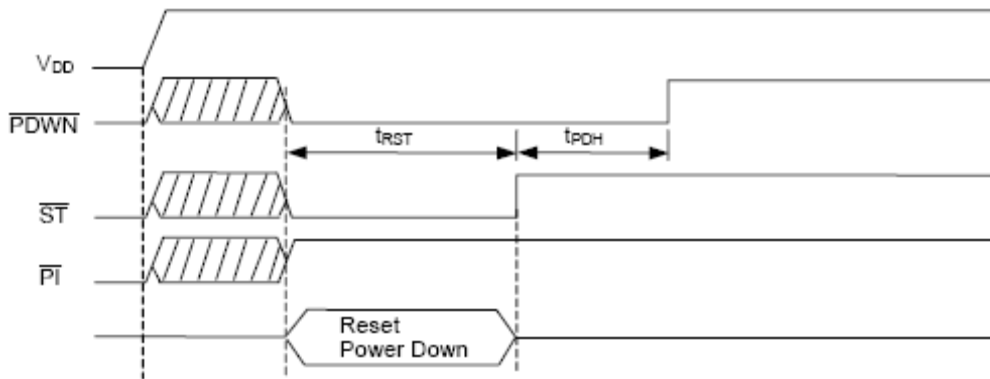 VDD
PDWN
tRST
tPDH
ST
PI
Reset
Power Down